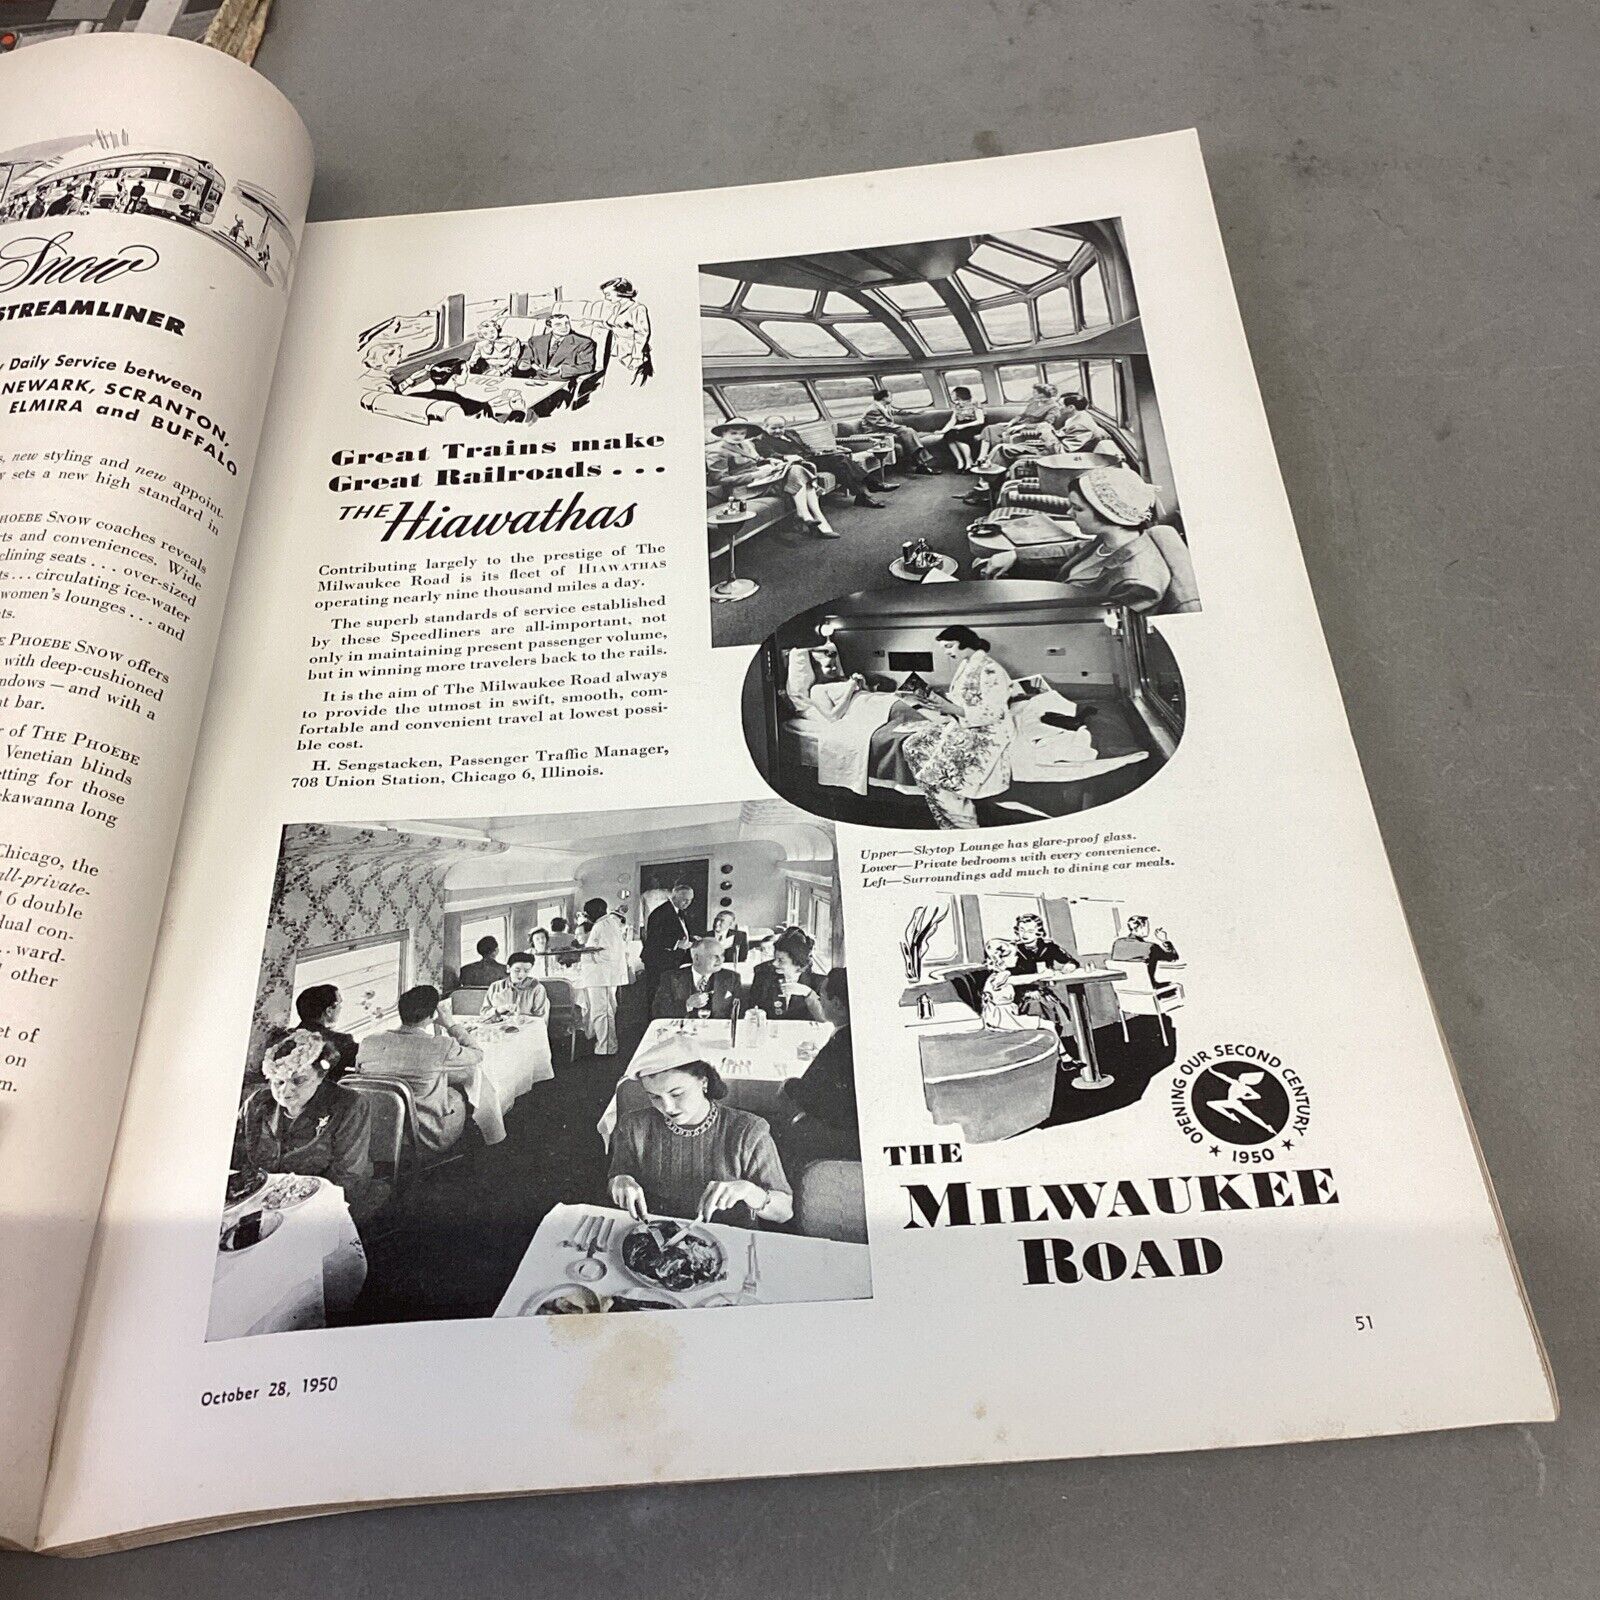 Snow
STREAMLINER
Daily Service between
NEWARK, SCRANTON,
ELMIRA and BUFFALO
new styling and new appoint-
sets a new high standard in
PHOEBE SNOW coaches reveals
and conveniences. Wide
seats . . . over-sized
. . . circulating ice-water
women's lounges . . . and
PHOEBE SNOW offers
with deep-cushioned
— and with a
bar.
of THE PHOEBE
Venetian blinds
for those
long
Chicago, the
all-private-
6 double
con-
. . ward-
other
of
on
Great Trains make
Great Railroads . . .
THE Hiawathas
Contributing largely to the prestige of The
Milwaukee Road is its fleet of HIAWATHAS
operating nearly nine thousand miles a day.
The superb standards of service established
by these Speedliners are all-important, not
only in maintaining present passenger volume,
but in winning more travelers back to the rails.
It is the aim of The Milwaukee Road always
to provide the utmost in swift, smooth, com-
fortable and convenient travel at lowest possi-
ble cost.
H. Sengstacken, Passenger Traffic Manager,
708 Union Station, Chicago 6, Illinois.
Upper—Skytop Lounge has glare-proof glass.
Lower—Private bedrooms with every convenience.
Left—Surroundings add much to dining car meals.
OPENING OUR SECOND CENTURY
★ 1950 ★
THE
MILWAUKEE
ROAD
51
October 28, 1950